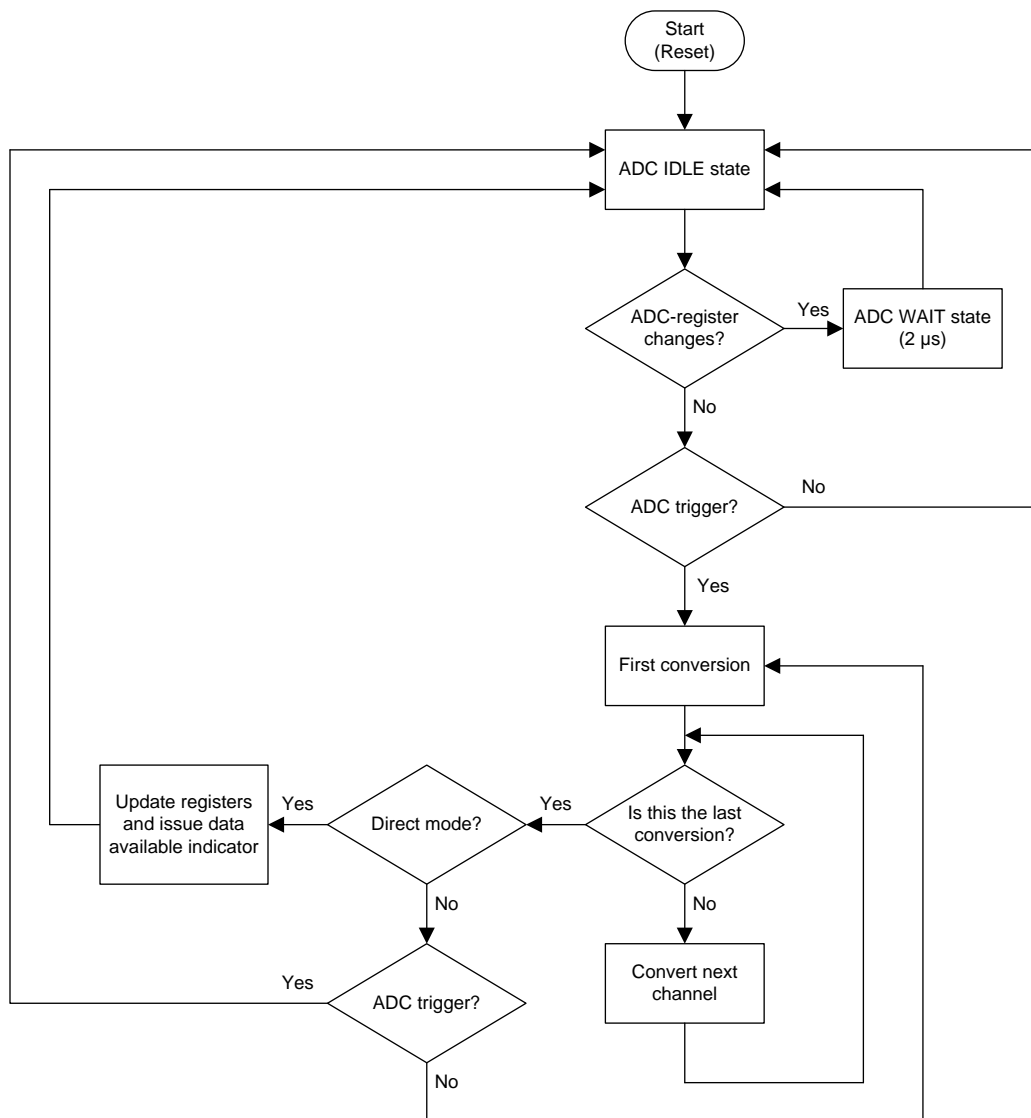 Start
(Reset)
ADC IDLE state
ADC-register
changes?
Yes
ADC WAIT state
(2 µs)
No
ADC trigger?
No
Yes
First conversion
Is this the last
conversion?
Yes
Direct mode?
Yes
Update registers
and issue data
available indicator
No
No
Convert next
channel
ADC trigger?
Yes
No